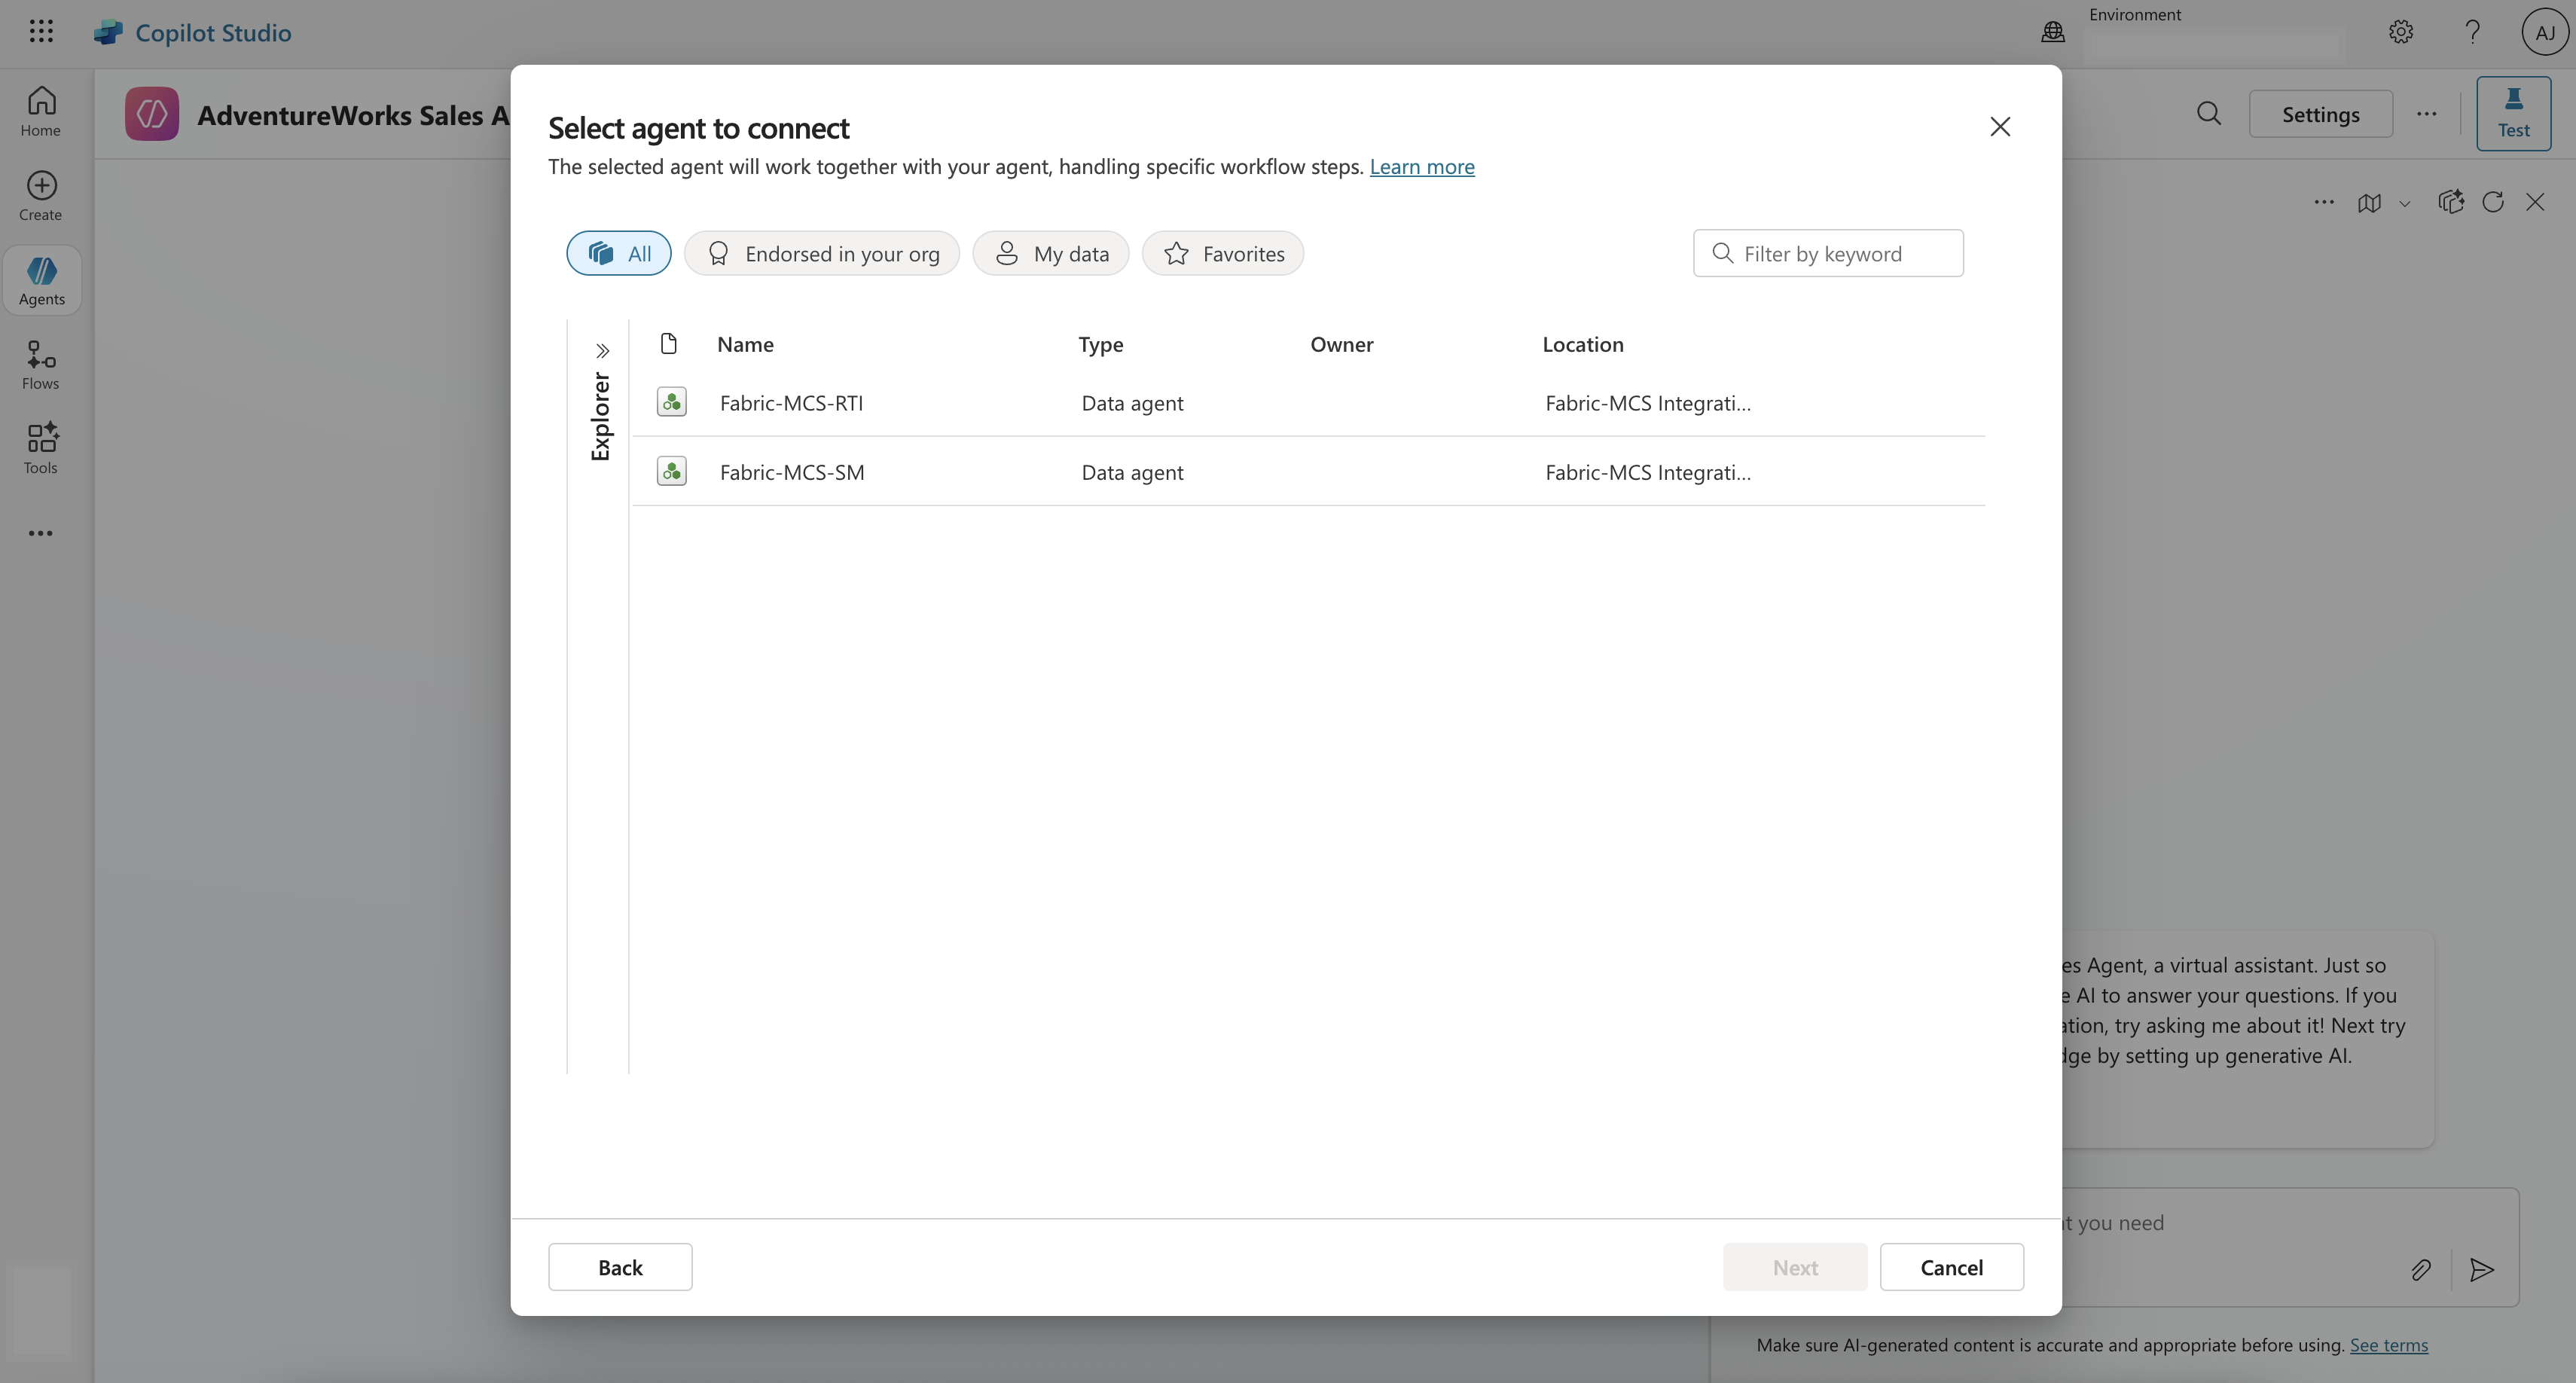 Copilot Studio
Environment
AJ
Home
Create
Agents
Flows
Tools
AdventureWorks Sales A
Settings
Test
Select agent to connect
The selected agent will work together with your agent, handling specific workflow steps. Learn more
All
Endorsed in your org
My data
Favorites
Filter by keyword
Explorer
Name Type Owner Location
Fabric-MCS-RTI Data agent Fabric-MCS Integrati...
Fabric-MCS-SM Data agent Fabric-MCS Integrati...
es Agent, a virtual assistant. Just so
e AI to answer your questions. If you
ation, try asking me about it! Next try
dge by setting up generative AI.
t you need
Back
Next
Cancel
Make sure AI-generated content is accurate and appropriate before using. See terms